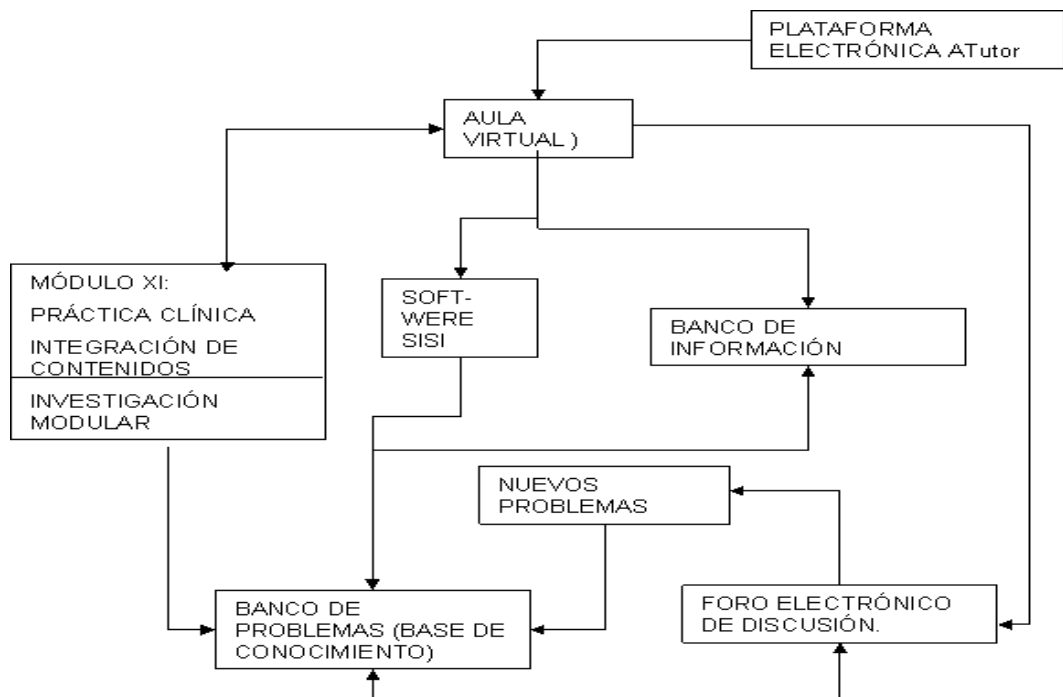 PLATAFORMA
ELECTRÓNICA ATutor
AULA
VIRTUAL )
MÓDULO XI:
PRÁCTICA CLÍNICA
INTEGRACIÓN DE
CONTENIDOS
INVESTIGACIÓN
MODULAR
SOFT-
WERE
SISI
BANCO DE
INFORMACIÓN
NUEVOS
PROBLEMAS
BANCO DE
PROBLEMAS (BASE DE
CONOCIMIENTO)
FORO ELECTRÓNICO
DE DISCUSIÓN.